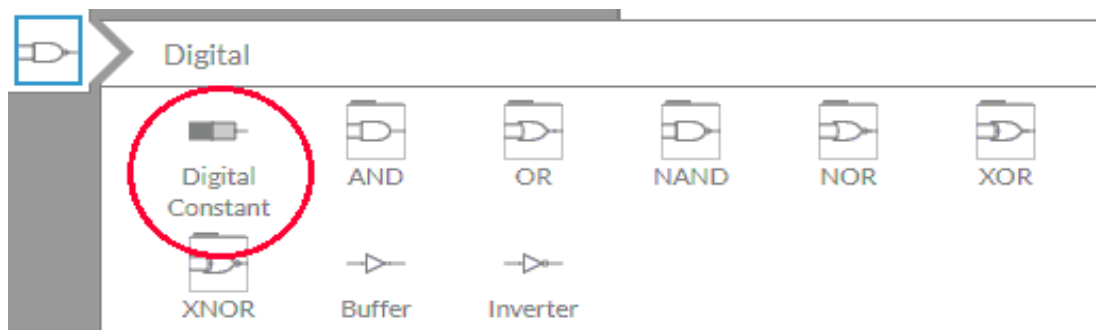 Digital
Digital Constant
AND
OR
NAND
NOR
XOR
XNOR
Buffer
Inverter